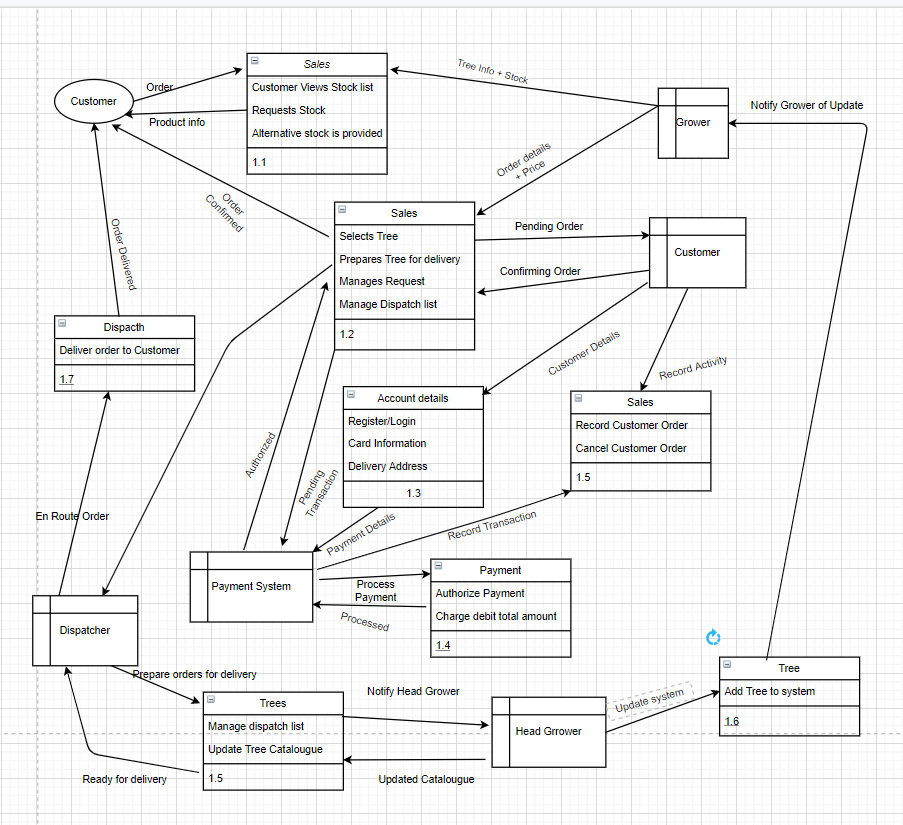 Sales
Customer Views Stock list
Requests Stock
Alternative stock is provided
1.1
Customer
Order
Product info
Tree Info + Stock
Grower
Notify Grower of Update
Order details
+ Price
Order
Confirmed
Sales
Selects Tree
Prepares Tree for delivery
Manages Request
Manage Dispatch list
1.2
Pending Order
Confirming Order
Customer
Order Delivered
Dispacth
Deliver order to Customer
1.7
Customer Details
Record Activity
Account details
Register/Login
Card Information
Delivery Address
1.3
Sales
Record Customer Order
Cancel Customer Order
1.5
Authorized
Pending
Transaction
En Route Order
Payment Details
Record Transaction
Payment System
Process
Payment
Processed
Payment
Authorize Payment
Charge debit total amount
1.4
Dispatcher
Prepare orders for delivery
Trees
Manage dispatch list
Update Tree Catalougue
1.5
Ready for delivery
Notify Head Grower
Updated Catalougue
Head Grrower
Update system
Tree
Add Tree to system
1.6